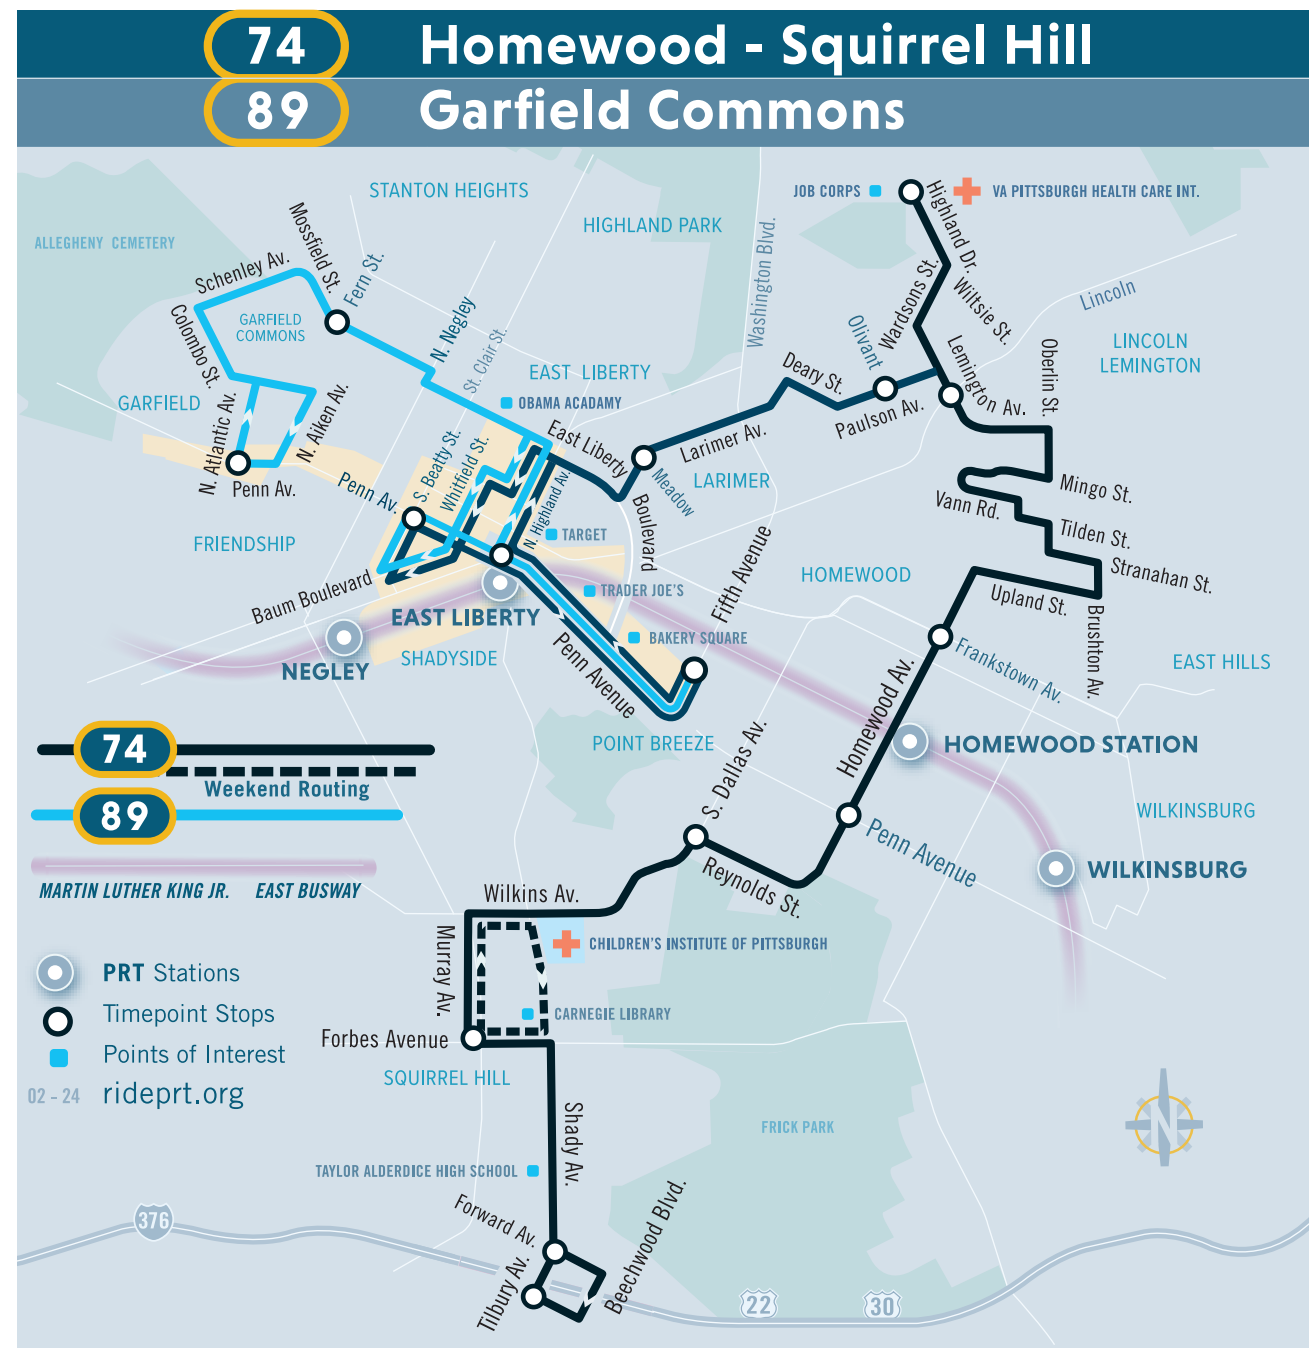 74 Homewood - Squirrel Hill
89 Garfield Commons
STANTON HEIGHTS
HIGHLAND PARK
ALLEGHENY CEMETERY
JOB CORPS
VA PITTSBURGH HEALTH CARE INT.
Highland Dr.
Mossfield St.
Schenley Av.
Fern St.
Washington Blvd.
Wardsons St.
Wiltsie St.
Lincoln
GARFIELD
COMMONS
Colombo St.
N. Negley
St. Clair St.
Olivant
LINCOLN
LEMINGTON
Lemington Av.
Oberlin St.
EAST LIBERTY
Deary St.
OBAMA ACADAMY
GARFIELD
N. Atlantic Av.
N. Aiken Av.
Paulson Av.
Larimer Av.
East Liberty
Boulevard
Meadow
LARIMER
S. Beatty St.
Whitfield St.
N. Highland Av.
Penn Av.
Penn Av.
Mingo St.
Vann Rd.
Tilden St.
FRIENDSHIP
TARGET
Stranahan St.
Baum Boulevard
Fifth Avenue
HOMEWOOD
TRADER JOE'S
Upland St.
Brushton Av.
EAST LIBERTY
BAKERY SQUARE
NEGLEY
SHADYSIDE
Penn Avenue
Frankstown Av.
EAST HILLS
Homewood Av.
POINT BREEZE
HOMEWOOD STATION
S. Dallas Av.
74
Weekend Routing
89
WILKINSBURG
Penn Avenue
WILKINSBURG
MARTIN LUTHER KING JR. EAST BUSWAY
Reynolds St.
Wilkins Av.
Murray Av.
CHILDREN'S INSTITUTE OF PITTSBURGH
PRT Stations
Timepoint Stops
Points of Interest
02 - 24 rideprt.org
CARNEGIE LIBRARY
Forbes Avenue
SQUIRREL HILL
Shady Av.
FRICK PARK
N
TAYLOR ALDERDICE HIGH SCHOOL
Forward Av.
Beechwood Blvd.
Tilbury Av.
376
22
30